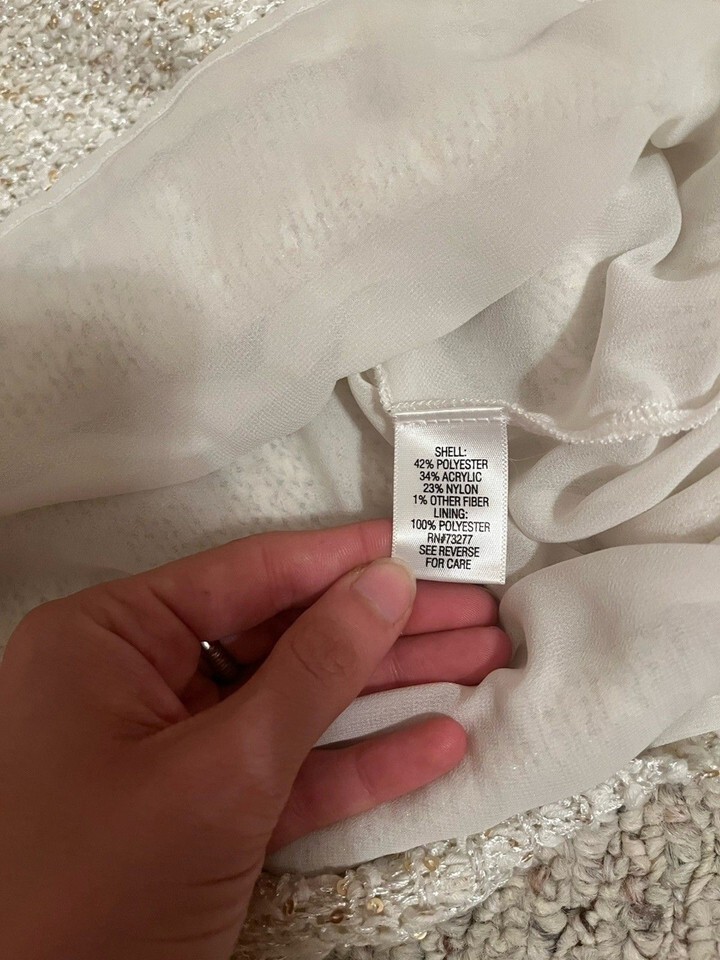 SHELL:
42% POLYESTER
34% ACRYLIC
23% NYLON
1% OTHER FIBER
LINING:
100% POLYESTER
RN#73277
SEE REVERSE
FOR CARE